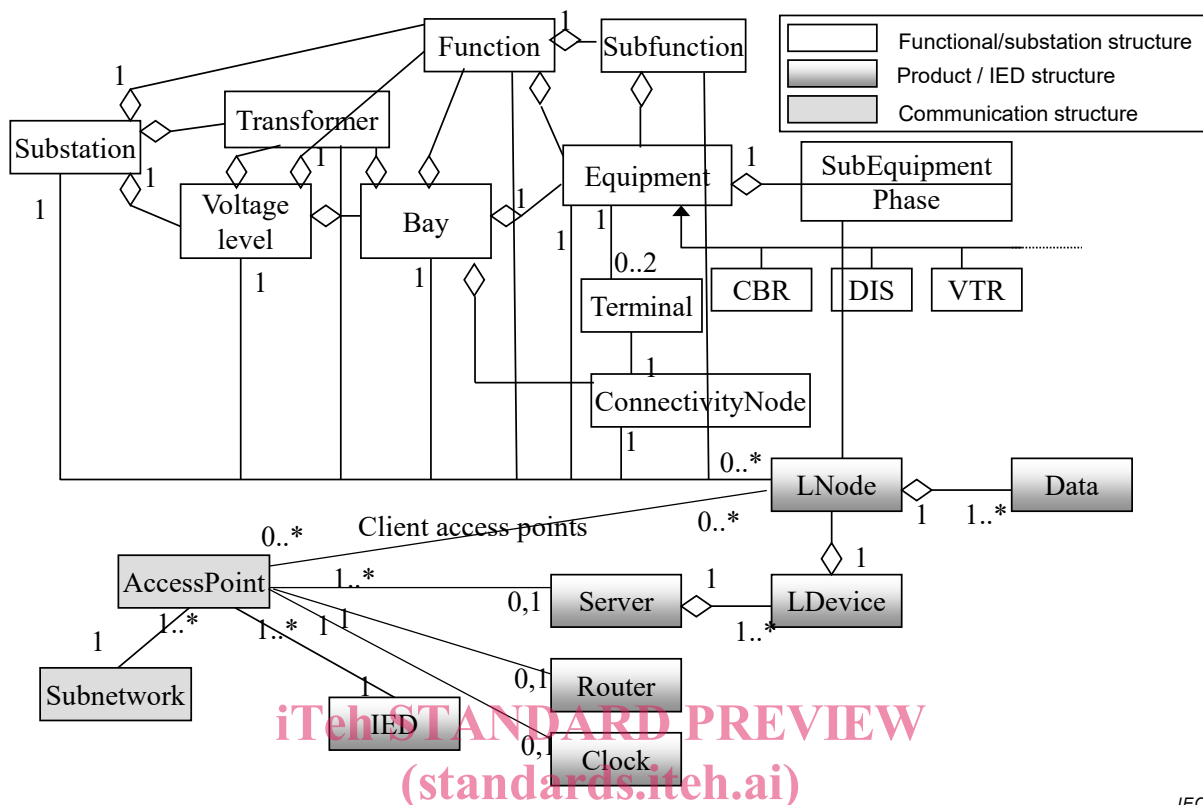 Function
1
Subfunction
Functional/substation structure
Product / IED structure
Communication structure
1
Transformer
Substation
1
1
1
Equipment
1
SubEquipment
Phase
Voltage
level
Bay
1
1
1
1
1
1
0..2
CBR
DIS
VTR
Terminal
1
ConnectivityNode
1
0..*
LNode
Data
1
1..*
0..*
Client access points
0..*
AccessPoint
1..*
Server
0,1
1
1..*
LDevice
1
1..*
1..*
1
1
1
Subnetwork
1
IED
0,1
Router
0,1
Clock
iTeh STANDARD PREVIEW
(standards.iteh.ai)
IEC